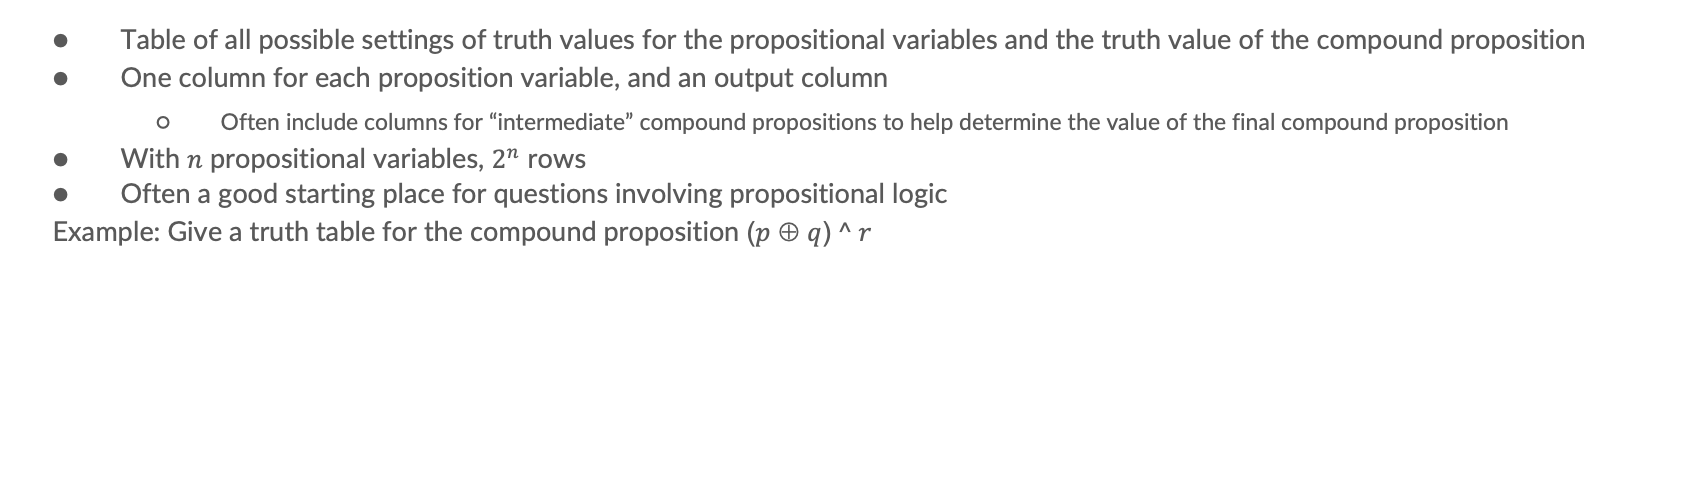 ● Table of all possible settings of truth values for the propositional variables and the truth value of the compound proposition
● One column for each proposition variable, and an output column
○ Often include columns for “intermediate” compound propositions to help determine the value of the final compound proposition
● With n propositional variables, 2ⁿ rows
● Often a good starting place for questions involving propositional logic
Example: Give a truth table for the compound proposition (p ⊕ q) ^ r